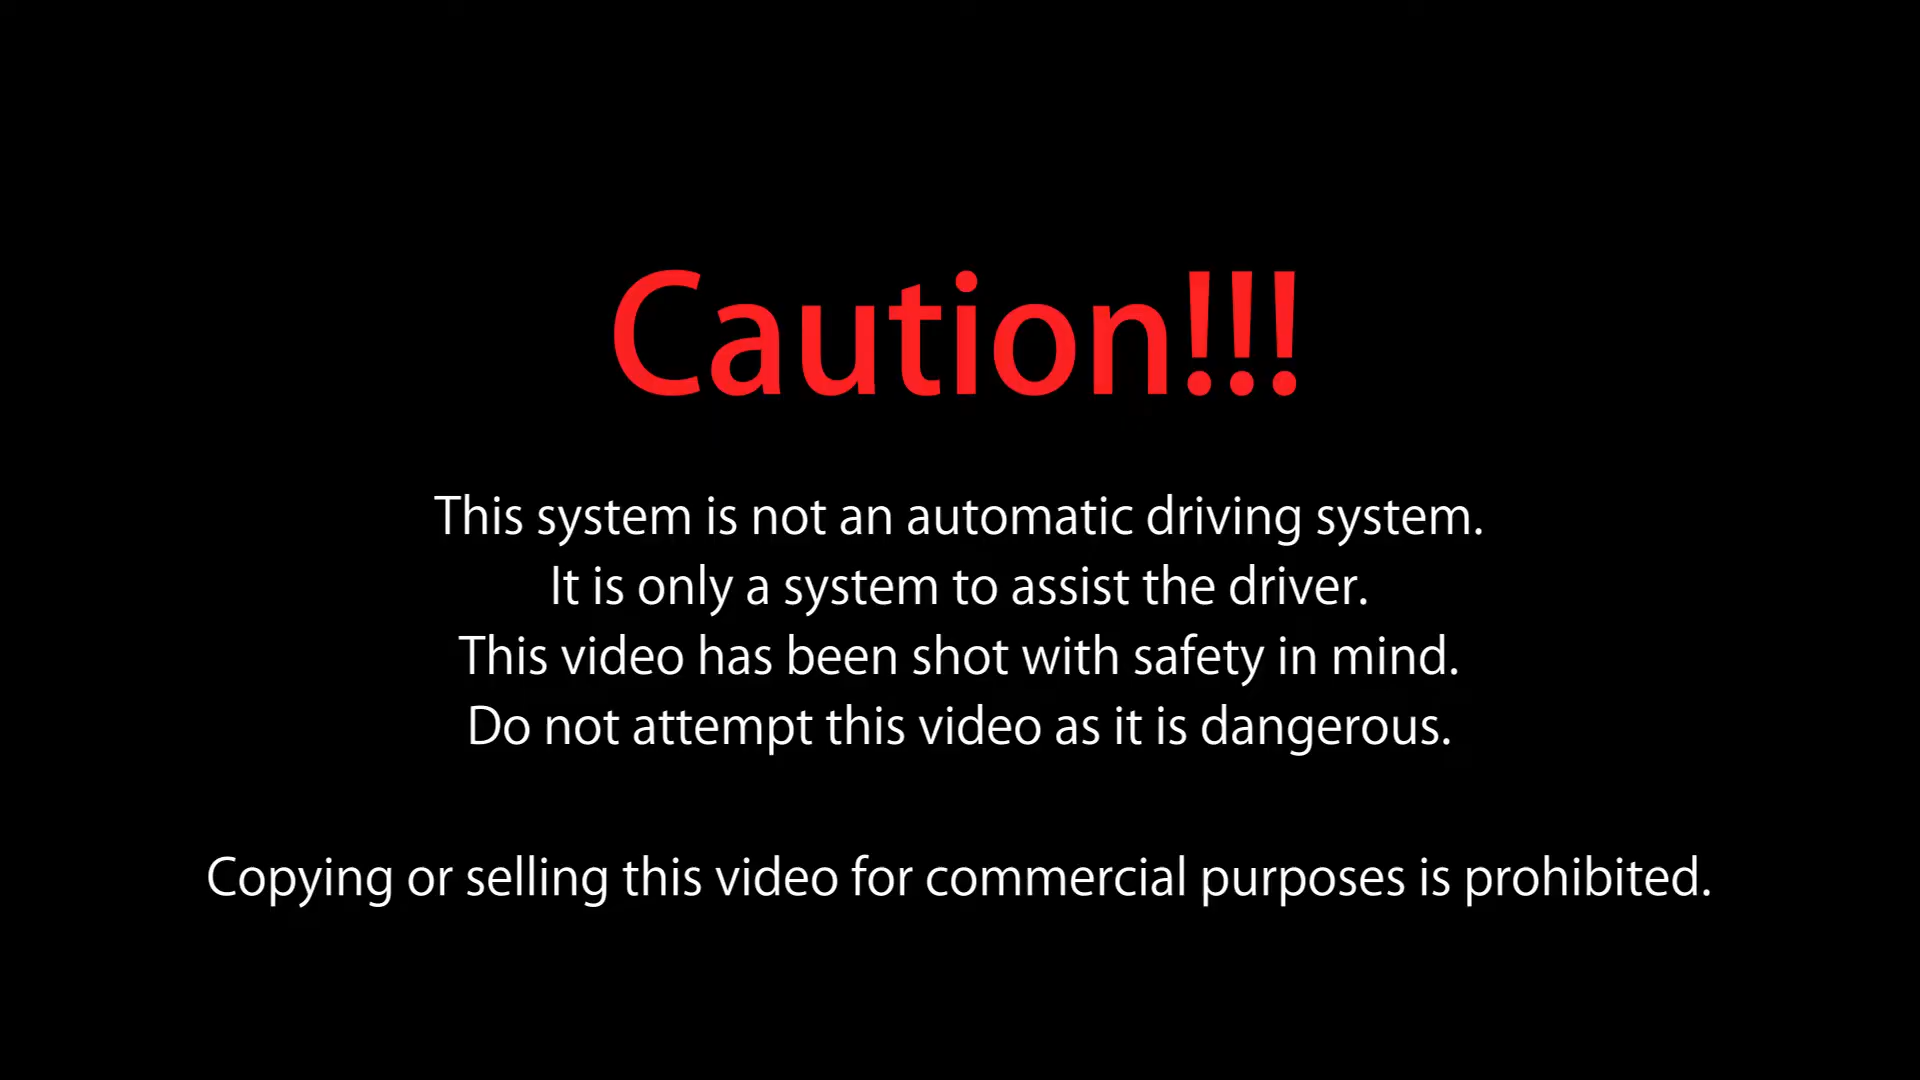 Caution!!!
This system is not an automatic driving system.
It is only a system to assist the driver.
This video has been shot with safety in mind.
Do not attempt this video as it is dangerous.
Copying or selling this video for commercial purposes is prohibited.